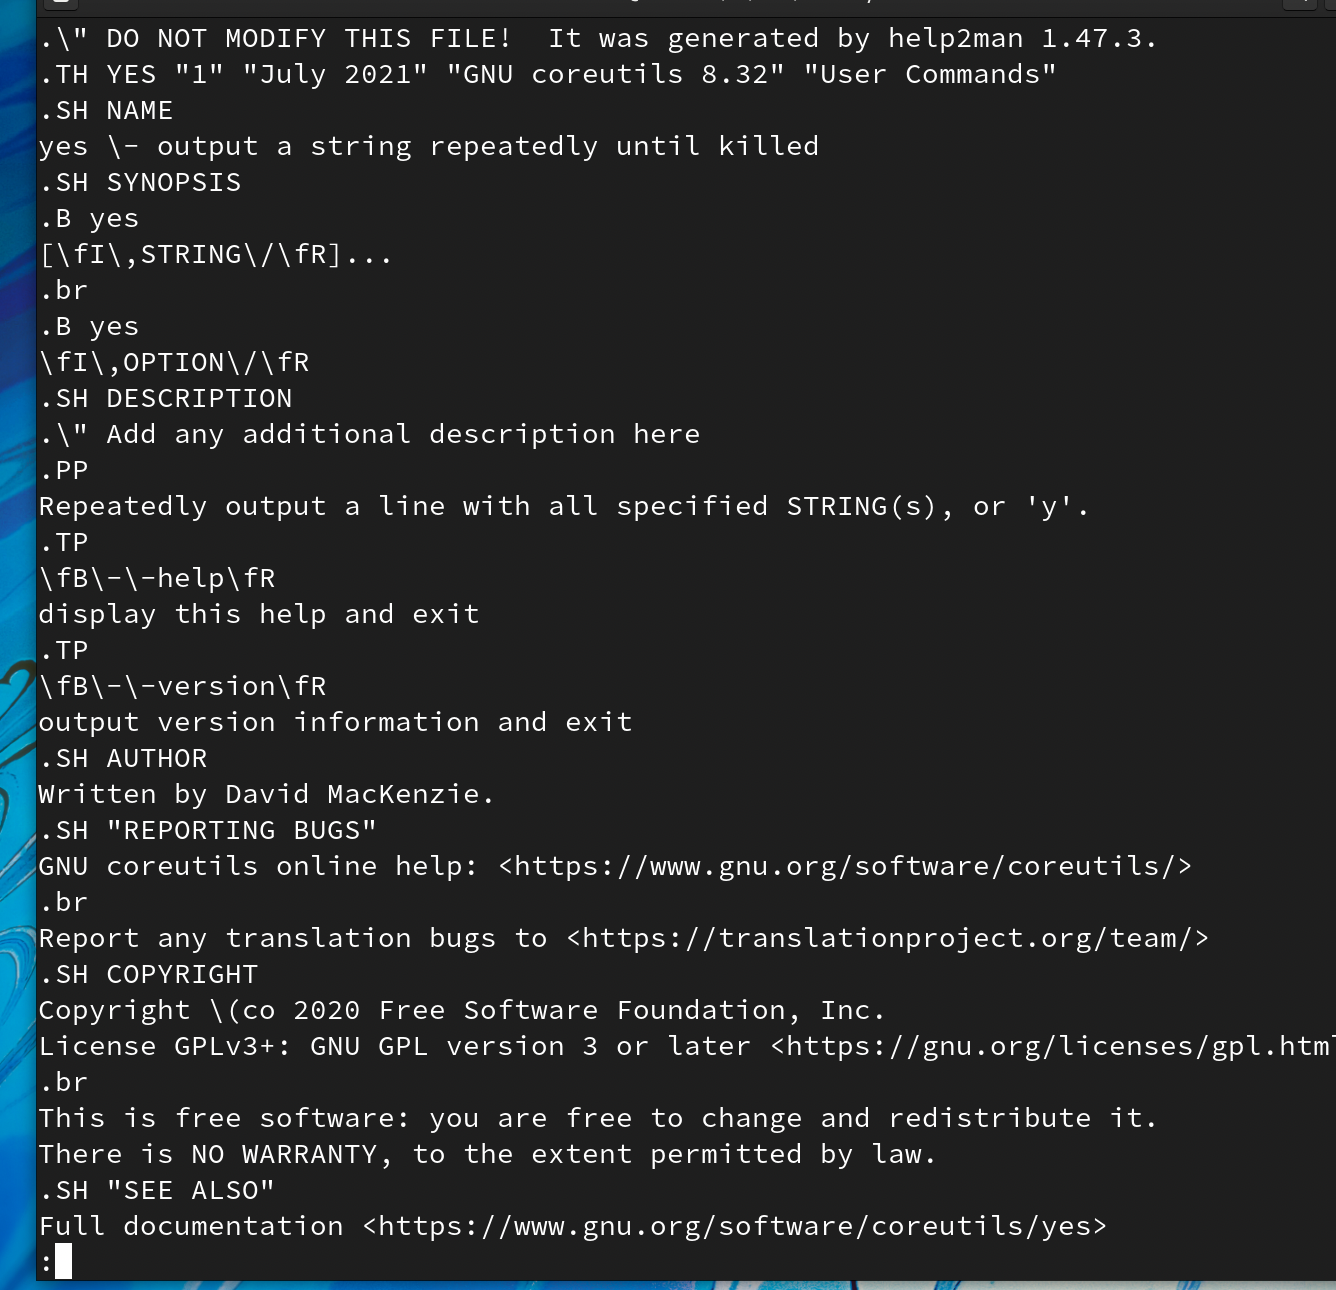 .\" DO NOT MODIFY THIS FILE!  It was generated by help2man 1.47.3.
.TH YES "1" "July 2021" "GNU coreutils 8.32" "User Commands"
.SH NAME
yes \- output a string repeatedly until killed
.SH SYNOPSIS
.B yes
[\fI\,STRING\/\fR]...
.br
.B yes
\fI\,OPTION\/\fR
.SH DESCRIPTION
.\" Add any additional description here
.PP
Repeatedly output a line with all specified STRING(s), or 'y'.
.TP
\fB\-\-help\fR
display this help and exit
.TP
\fB\-\-version\fR
output version information and exit
.SH AUTHOR
Written by David MacKenzie.
.SH "REPORTING BUGS"
GNU coreutils online help: <https://www.gnu.org/software/coreutils/>
.br
Report any translation bugs to <https://translationproject.org/team/>
.SH COPYRIGHT
Copyright \(co 2020 Free Software Foundation, Inc.
License GPLv3+: GNU GPL version 3 or later <https://gnu.org/licenses/gpl.html
.br
This is free software: you are free to change and redistribute it.
There is NO WARRANTY, to the extent permitted by law.
.SH "SEE ALSO"
Full documentation <https://www.gnu.org/software/coreutils/yes>
: